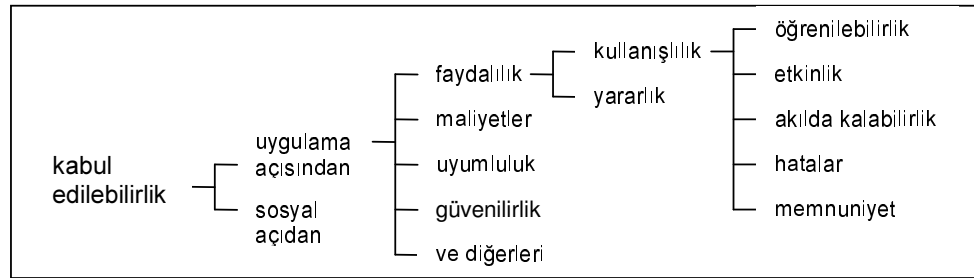 kabul
edilebilirlik
uygulama
açısından
sosyal
açıdan
faydalılık
maliyetler
uyumluluk
güvenilirlik
ve diğerleri
kullanışlılık
yararlık
öğrenilebilirlik
etkinlik
akılda kalabilirlik
hatalar
memnuniyet